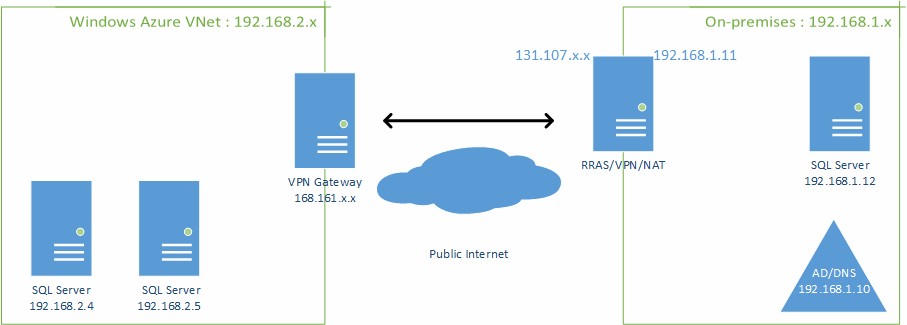 Windows Azure VNet : 192.168.2.x
On-premises : 192.168.1.x
131.107.x.x
192.168.1.11
VPN Gateway
168.161.x.x
RRAS/VPN/NAT
SQL Server
192.168.1.12
Public Internet
SQL Server
192.168.2.4
SQL Server
192.168.2.5
AD/DNS
192.168.1.10